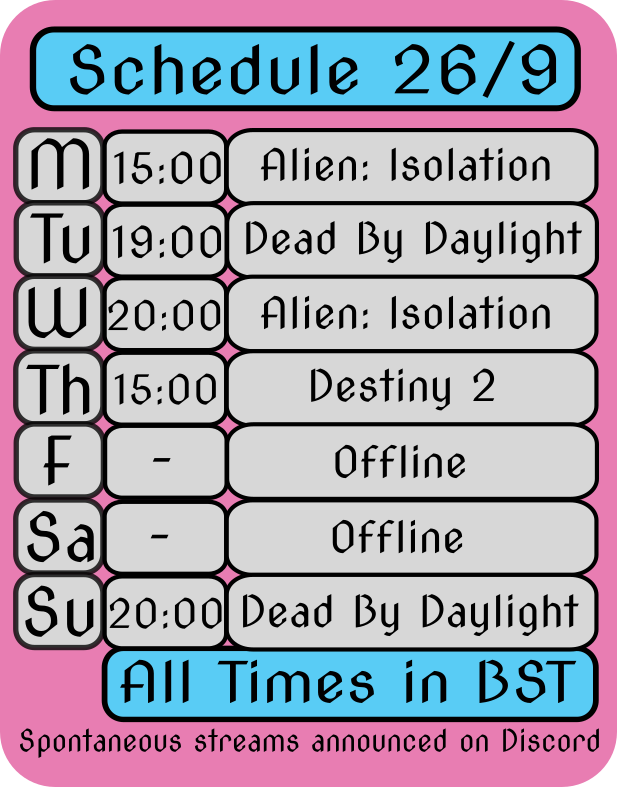 Schedule 26/9
M 15:00 Alien: Isolation
Tu 19:00 Dead By Daylight
W 20:00 Alien: Isolation
Th 15:00 Destiny 2
F - Offline
Sa - Offline
Su 20:00 Dead By Daylight
All Times in BST
Spontaneous streams announced on Discord